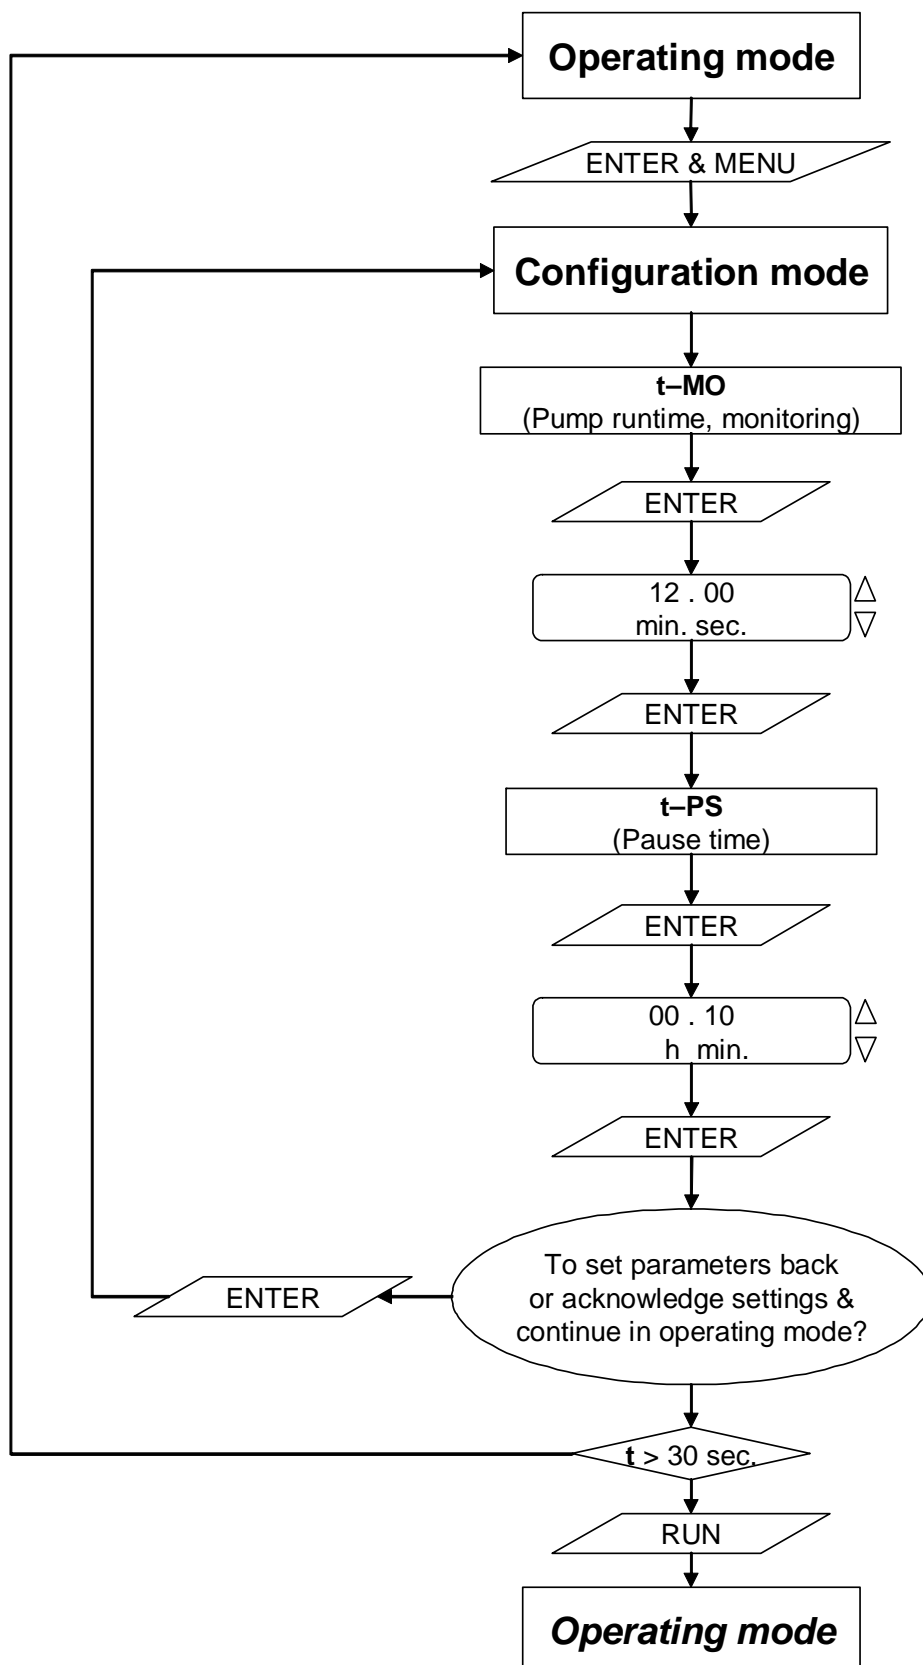 Operating mode
ENTER & MENU
Configuration mode
t–MO
(Pump runtime, monitoring)
ENTER
12 . 00
min. sec.
ENTER
t–PS
(Pause time)
ENTER
00 . 10
h min.
ENTER
To set parameters back
or acknowledge settings &
continue in operating mode?
ENTER
t > 30 sec.
RUN
Operating mode